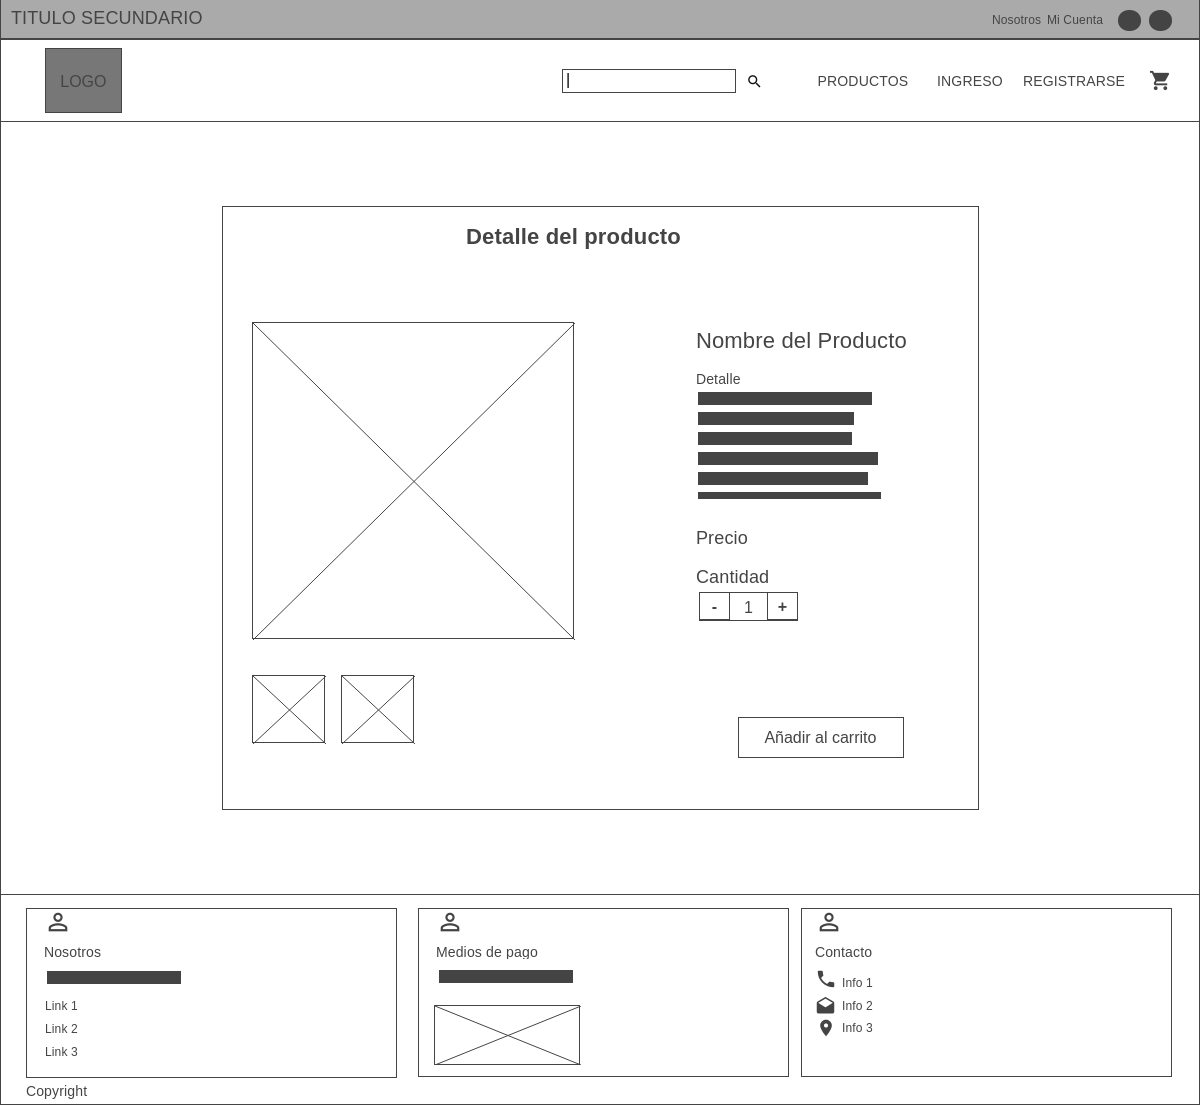 TITULO SECUNDARIO
Nosotros Mi Cuenta
LOGO
PRODUCTOS
INGRESO
REGISTRARSE
Detalle del producto
Nombre del Producto
Detalle
Precio
Cantidad
- 1 +
Añadir al carrito
Nosotros
Link 1
Link 2
Link 3
Medios de pago
Contacto
Info 1
Info 2
Info 3
Copyright